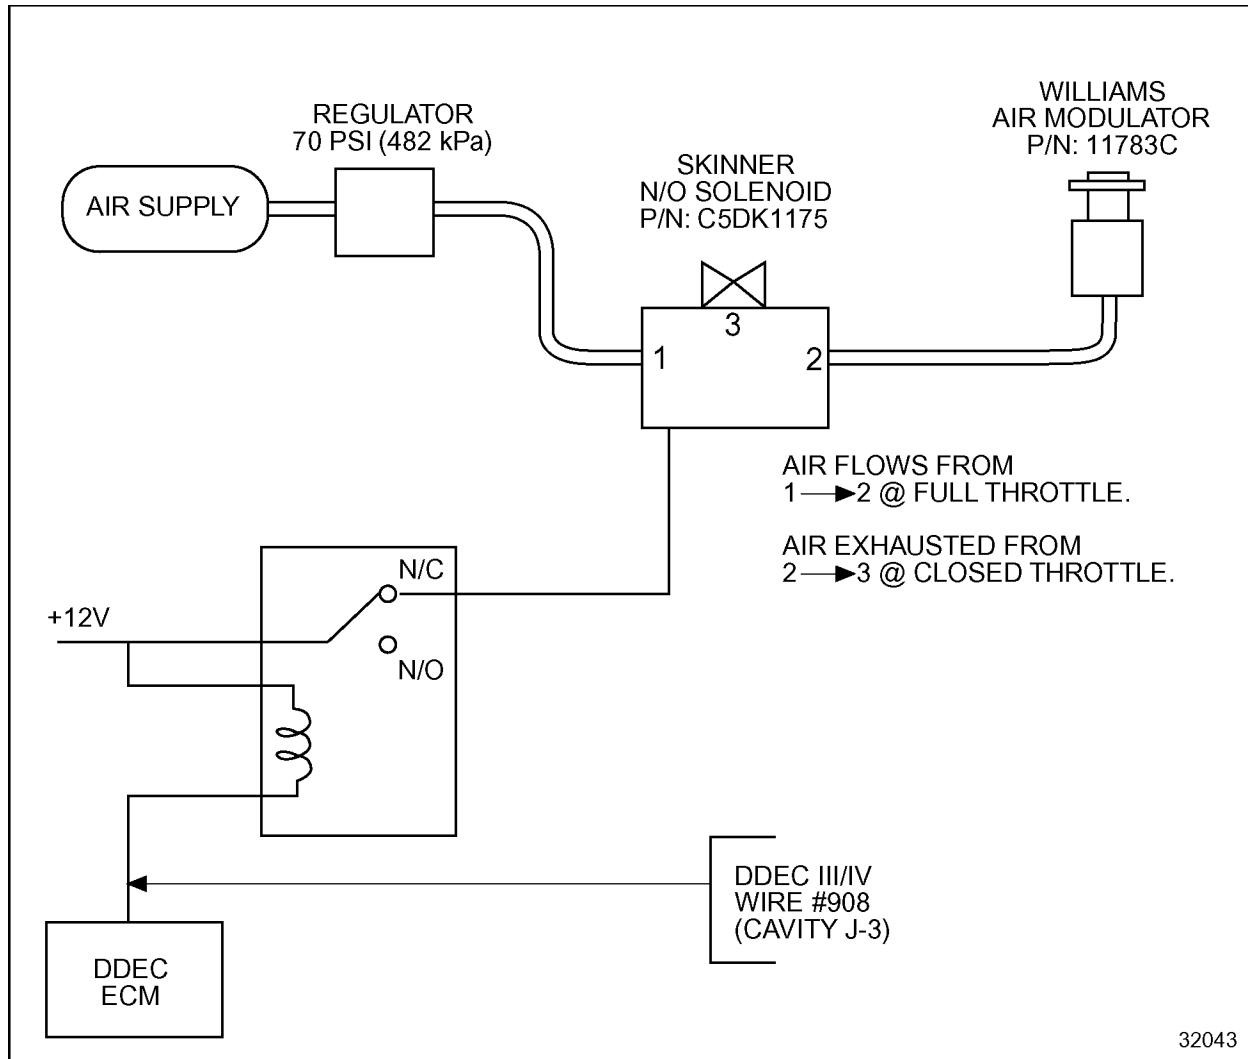 REGULATOR
70 PSI (482 kPa)
WILLIAMS
AIR MODULATOR
P/N: 11783C
SKINNER
N/O SOLENOID
P/N: C5DK1175
AIR SUPPLY
3
1
2
AIR FLOWS FROM
1 → 2 @ FULL THROTTLE.
AIR EXHAUSTED FROM
2 → 3 @ CLOSED THROTTLE.
N/C
+12V
N/O
DDEC III/IV
WIRE #908
(CAVITY J-3)
DDEC
ECM
32043